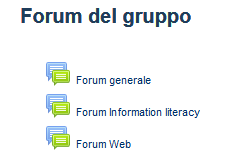 Forum del gruppo
Forum generale
Forum Information literacy
Forum Web